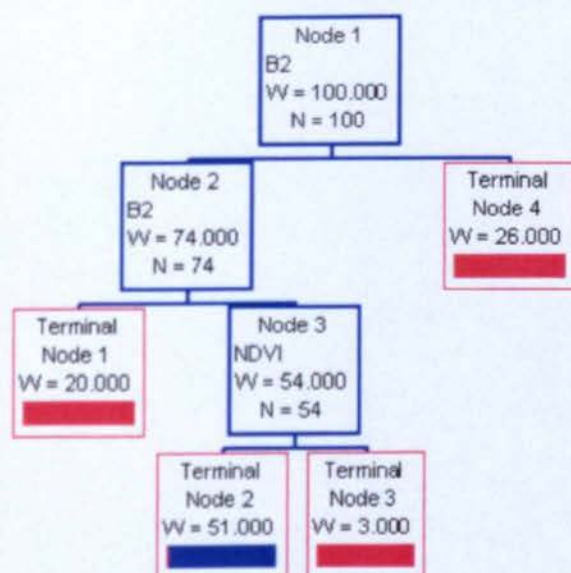 Node 1
B2
W = 100.000
N = 100
Node 2
B2
W = 74.000
N = 74
Terminal
Node 4
W = 26.000
Terminal
Node 1
W = 20.000
Node 3
NDVI
W = 54.000
N = 54
Terminal
Node 2
W = 51.000
Terminal
Node 3
W = 3.000